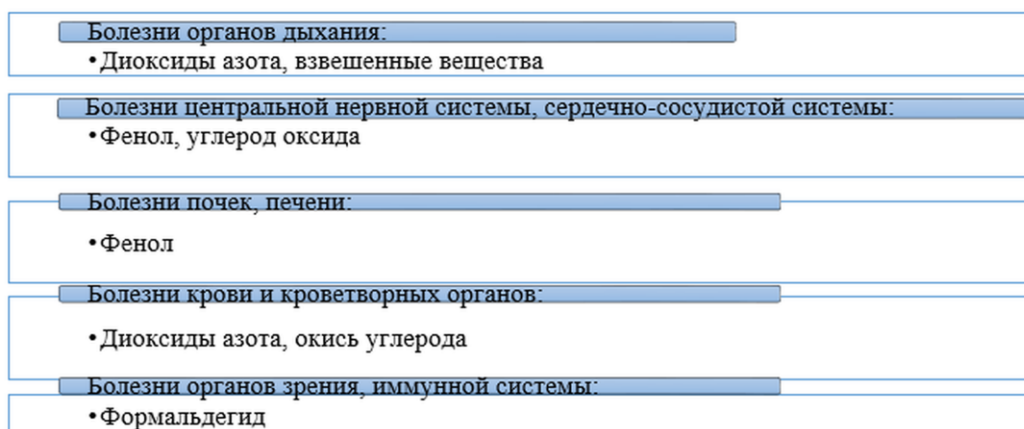 Болезни органов дыхания:
•Диоксиды азота, взвешенные вещества
Болезни центральной нервной системы, сердечно-сосудистой системы:
•Фенол, углерод оксида
Болезни почек, печени:
•Фенол
Болезни крови и кроветворных органов:
•Диоксиды азота, окись углерода
Болезни органов зрения, иммунной системы:
•Формальдегид